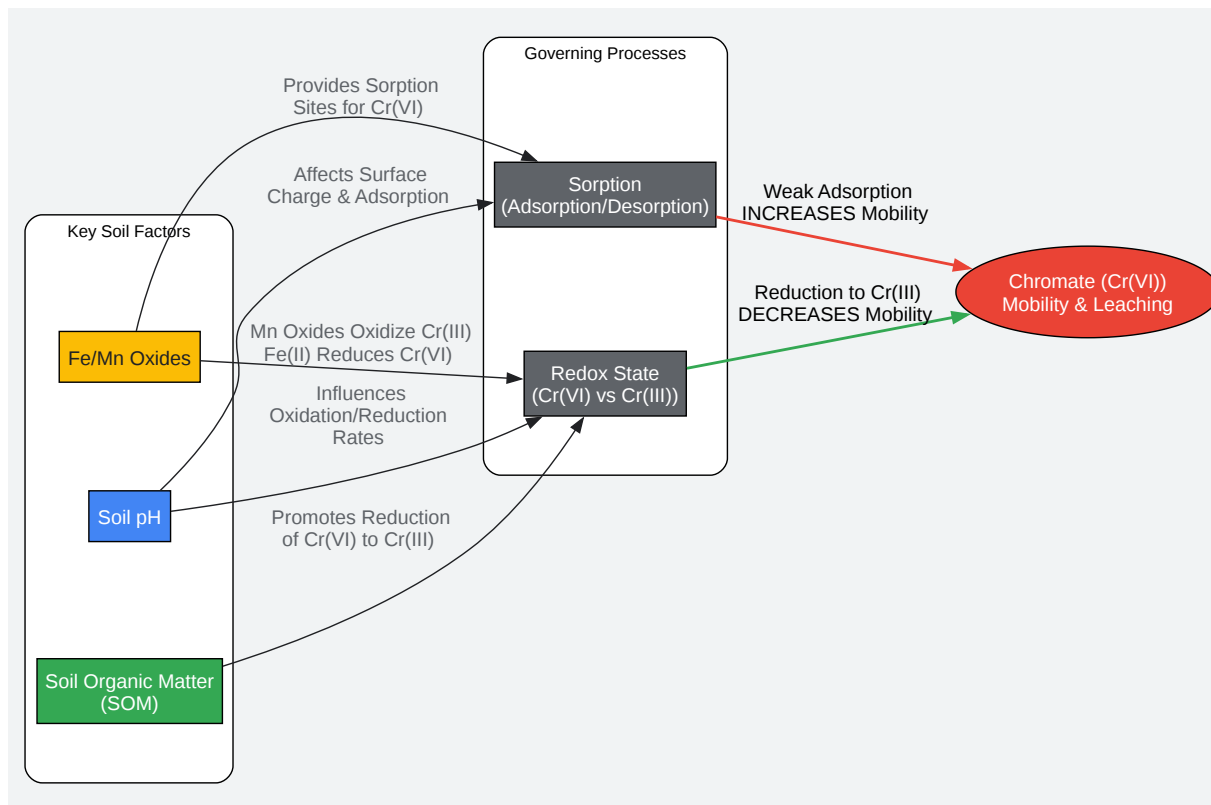 Governing Processes
Provides Sorption
Sites for Cr(VI)
Affects Surface
Charge & Adsorption
Sorption
(Adsorption/Desorption)
Weak Adsorption
INCREASES Mobility
Key Soil Factors
Chromate (Cr(VI))
Mobility & Leaching
Reduction to Cr(III)
DECREASES Mobility
Fe/Mn Oxides
Mn Oxides Oxidize Cr(III)
Fe(II) Reduces Cr(VI)
Redox State
(Cr(VI) vs Cr(III))
Influences
Oxidation/Reduction
Rates
Soil pH
Promotes Reduction
of Cr(VI) to Cr(III)
Soil Organic Matter
(SOM)